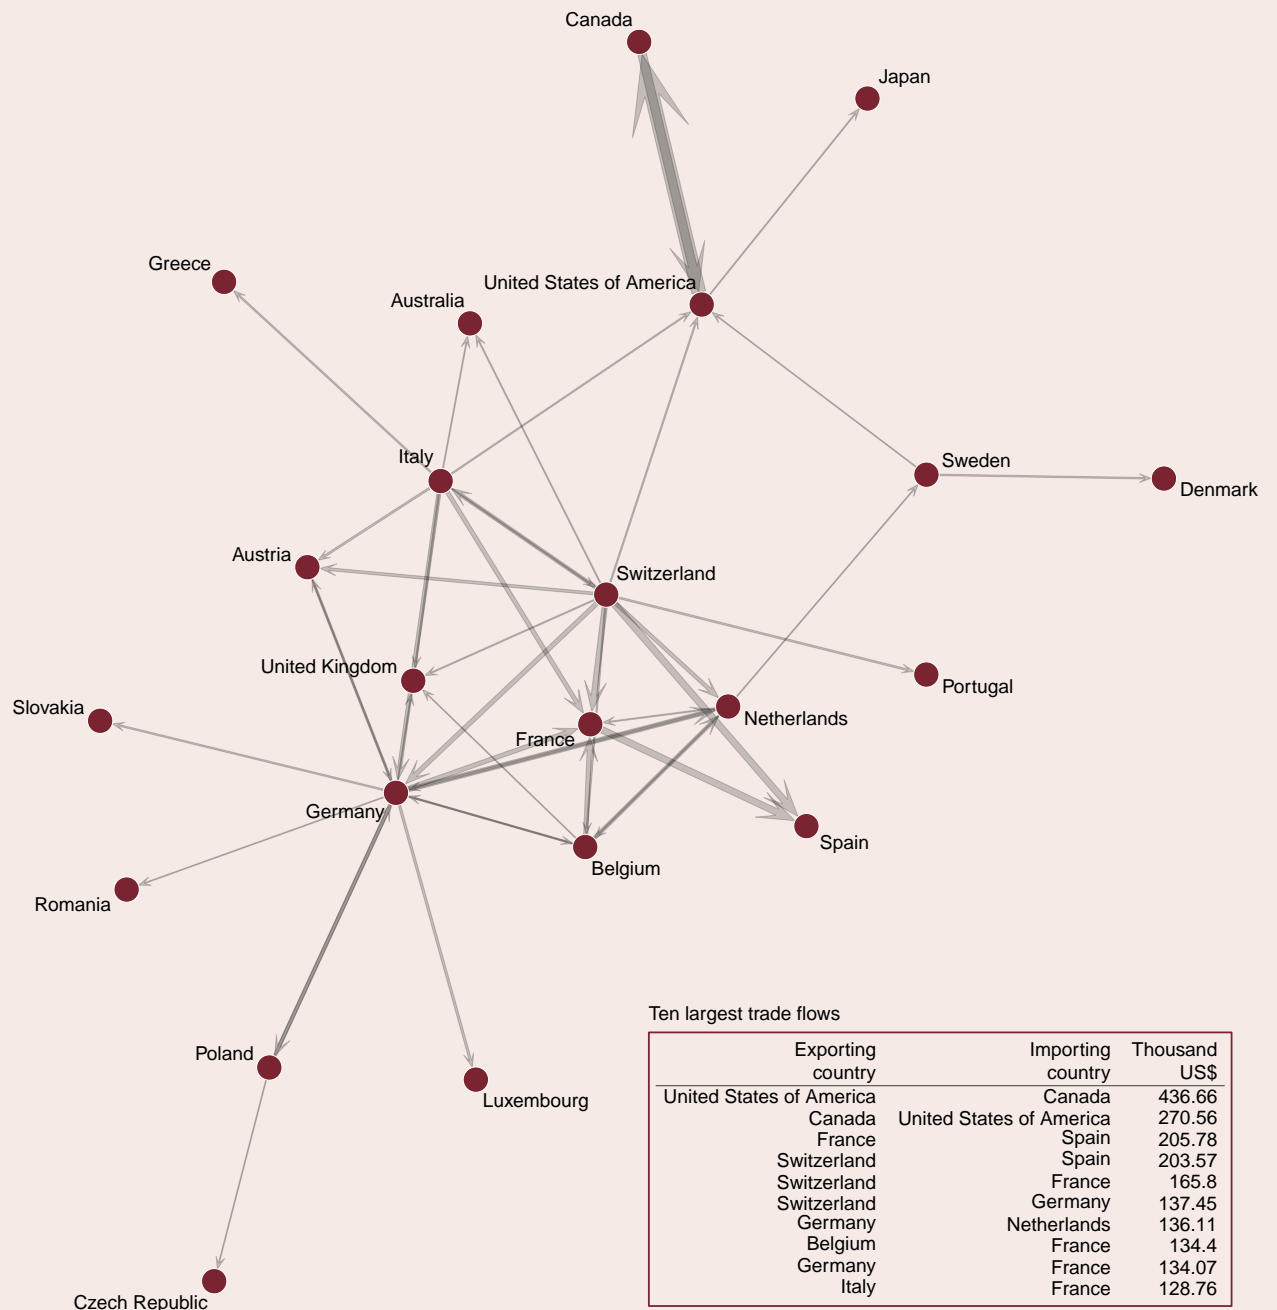 Canada
Japan
Greece
United States of America
Australia
Italy
Sweden
Denmark
Austria
Switzerland
United Kingdom
Portugal
Slovakia
Netherlands
France
Germany
Spain
Belgium
Romania
Poland
Luxembourg
Czech Republic
Ten largest trade flows
Exporting Importing Thousand
country country US$
United States of America Canada 436.66
Canada United States of America 270.56
France Spain 205.78
Switzerland Spain 203.57
Switzerland France 165.8
Switzerland Germany 137.45
Germany Netherlands 136.11
Belgium France 134.4
Germany France 134.07
Italy France 128.76